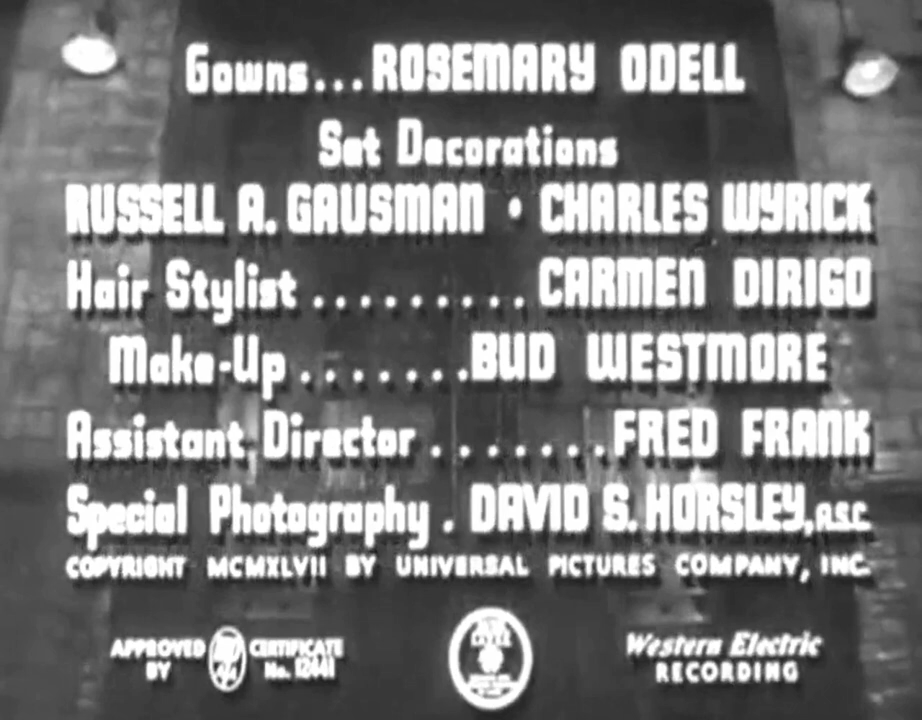 Gowns...ROSEMARY ODELL
Set Decorations
RUSSELL A. GAUSMAN • CHARLES WYRICK
Hair Stylist .........CARMEN DIRIGO
Make-Up .......BUD WESTMORE
Assistant Director ........FRED FRANK
Special Photography . DAVID S. HORSLEY, A.S.C.
COPYRIGHT MCMXLVII BY UNIVERSAL PICTURES COMPANY, INC.
APPROVED BY
CERTIFICATE No. 12441
Western Electric
RECORDING